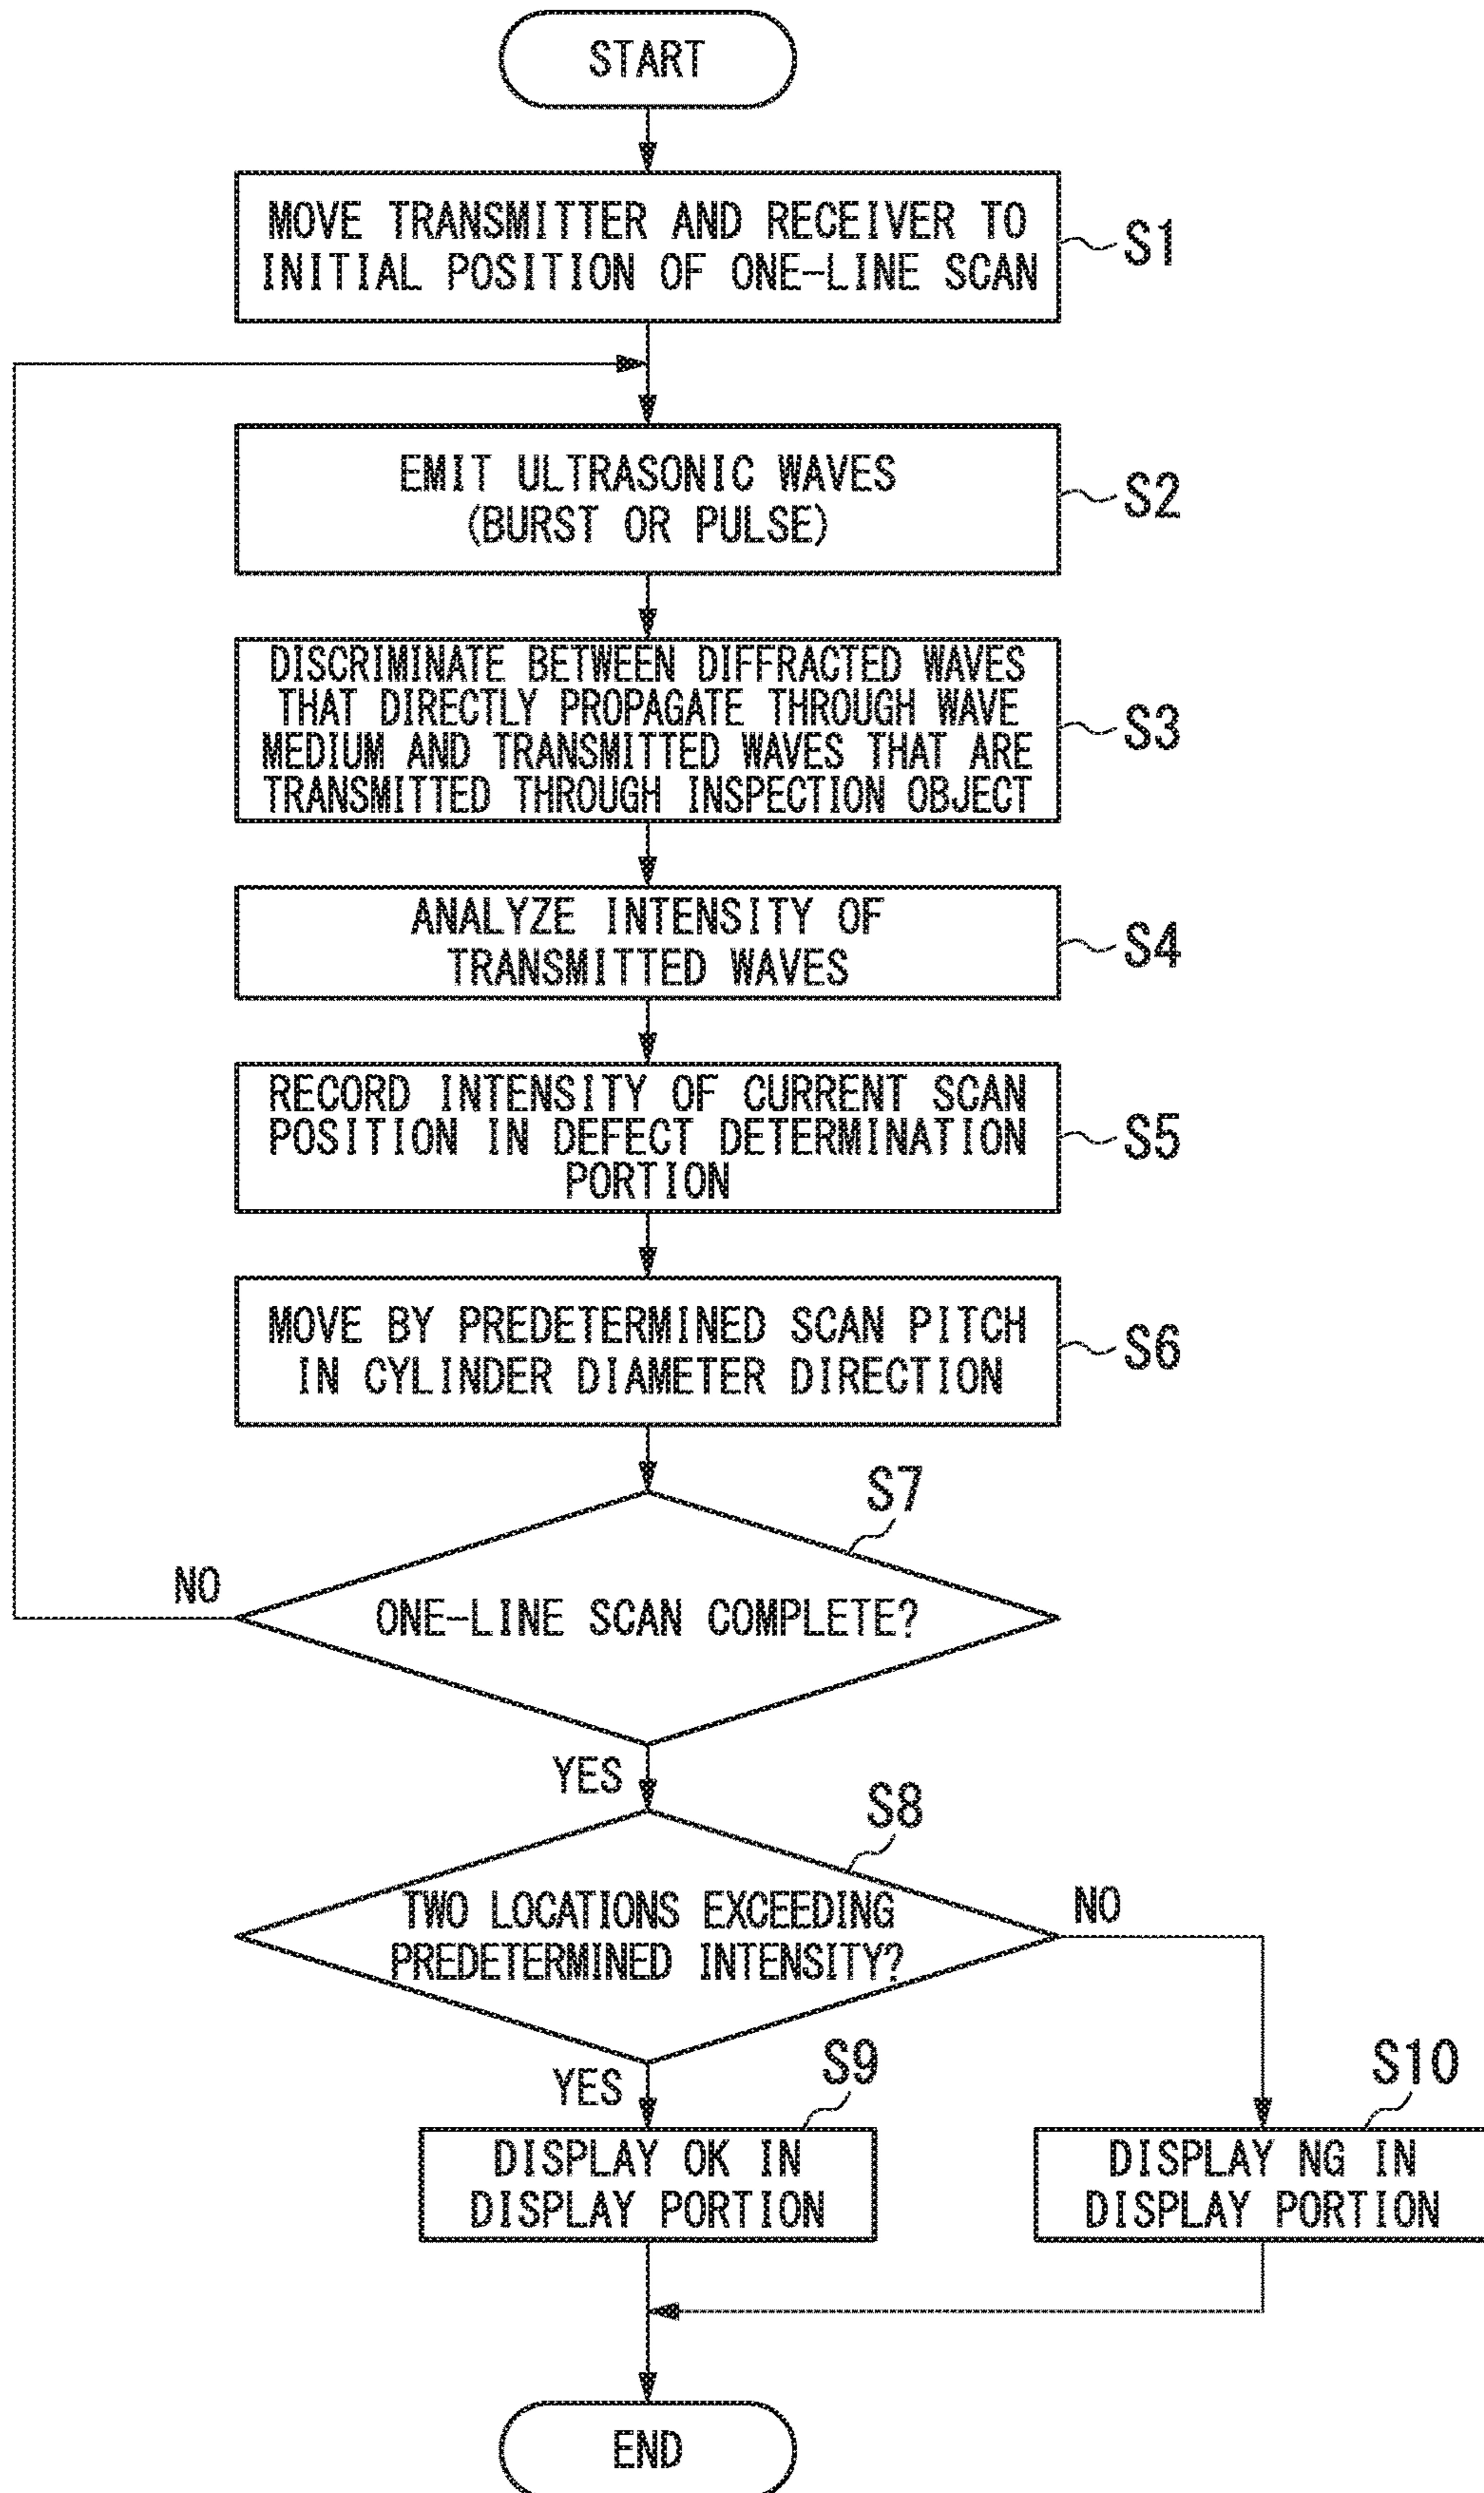 START
MOVE TRANSMITTER AND RECEIVER TO
INITIAL POSITION OF ONE-LINE SCAN
S1
EMIT ULTRASONIC WAVES
(BURST OR PULSE)
S2
DISCRIMINATE BETWEEN DIFFRACTED WAVES
THAT DIRECTLY PROPAGATE THROUGH WAVE
MEDIUM AND TRANSMITTED WAVES THAT ARE
TRANSMITTED THROUGH INSPECTION OBJECT
S3
ANALYZE INTENSITY OF
TRANSMITTED WAVES
S4
RECORD INTENSITY OF CURRENT SCAN
POSITION IN DEFECT DETERMINATION
PORTION
S5
MOVE BY PREDETERMINED SCAN PITCH
IN CYLINDER DIAMETER DIRECTION
S6
S7
NO
ONE-LINE SCAN COMPLETE?
YES
S8
TWO LOCATIONS EXCEEDING
PREDETERMINED INTENSITY?
NO
YES
S9
S10
DISPLAY OK IN
DISPLAY PORTION
DISPLAY NG IN
DISPLAY PORTION
END